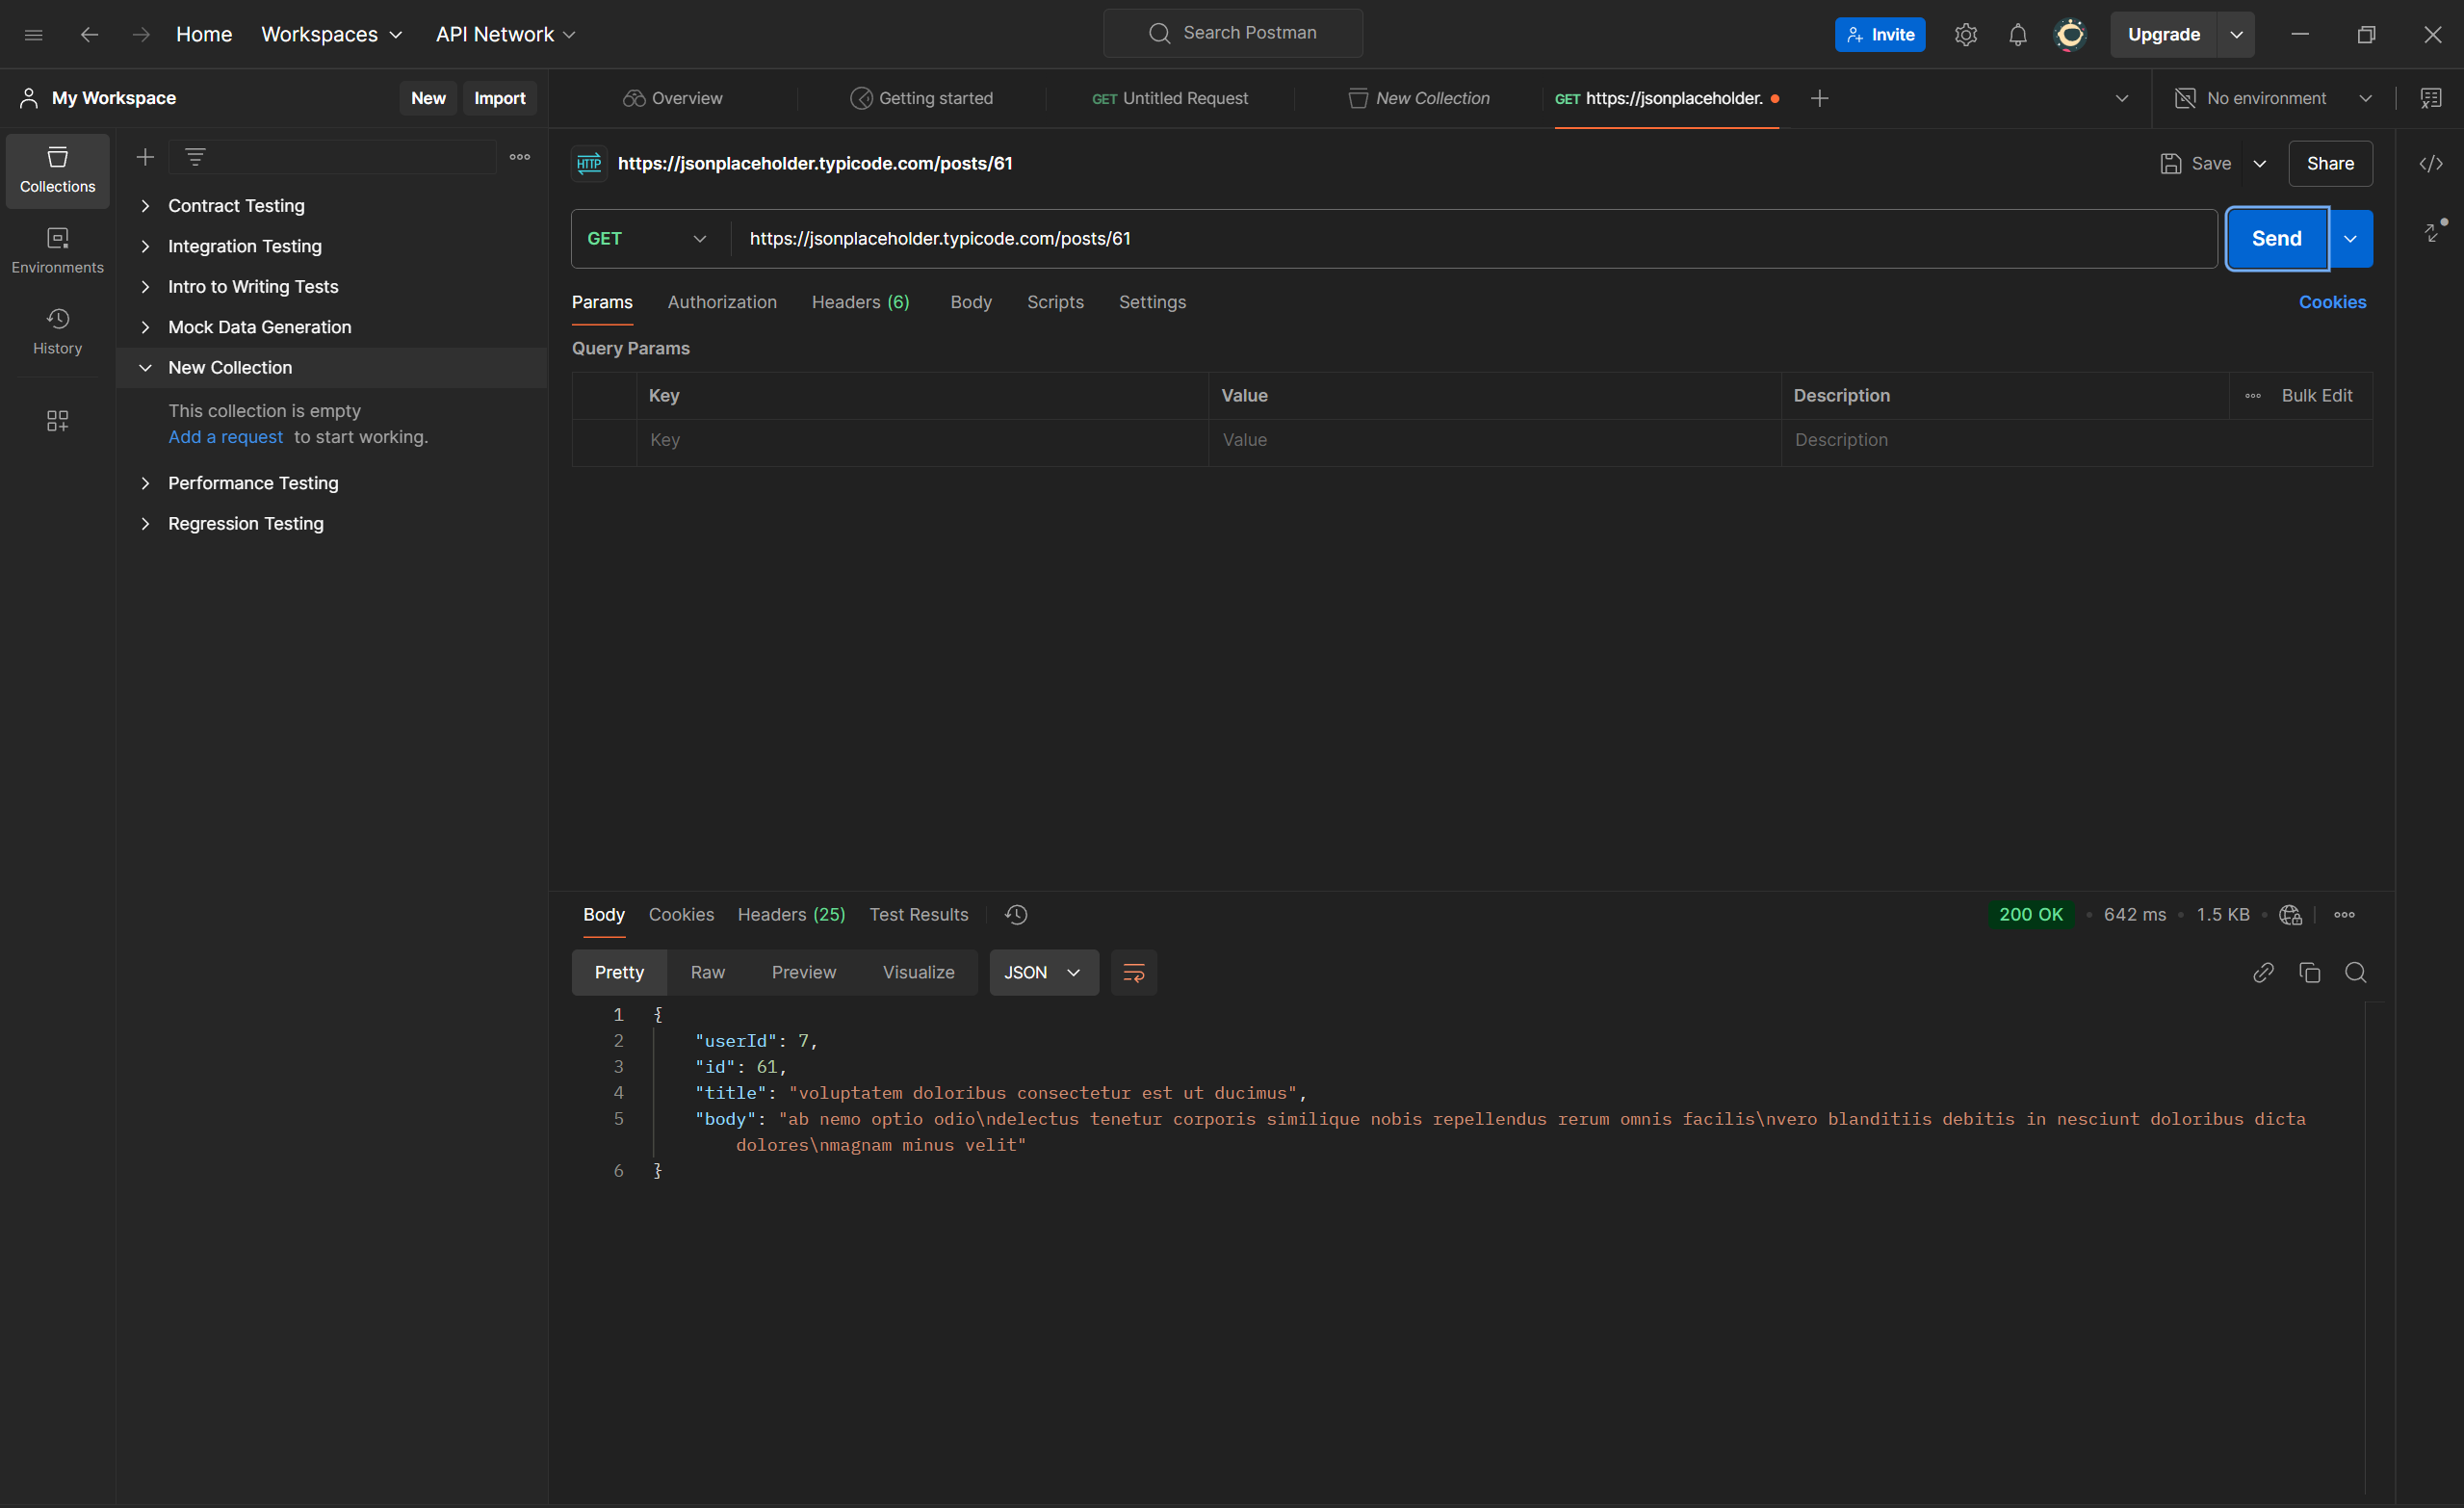 Home Workspaces API Network Search Postman Invite Upgrade
My Workspace New Import Overview Getting started GET Untitled Request New Collection GET https://jsonplaceholder. No environment
Collections
Environments
History
Contract Testing
Integration Testing
Intro to Writing Tests
Mock Data Generation
New Collection
This collection is empty
Add a request to start working.
Performance Testing
Regression Testing
HTTP https://jsonplaceholder.typicode.com/posts/61 Save Share
GET https://jsonplaceholder.typicode.com/posts/61 Send
Params Authorization Headers (6) Body Scripts Settings Cookies
Query Params
Key Value Description Bulk Edit
Key Value Description
Body Cookies Headers (25) Test Results 200 OK • 642 ms • 1.5 KB •
Pretty Raw Preview Visualize JSON
1 {
2 "userId": 7,
3 "id": 61,
4 "title": "voluptatem doloribus consectetur est ut ducimus",
5 "body": "ab nemo optio odio\ndelectus tenetur corporis similique nobis repellendus rerum omnis facilis\nvero blanditiis debitis in nesciunt doloribus dicta
dolores\nmagnam minus velit"
6 }